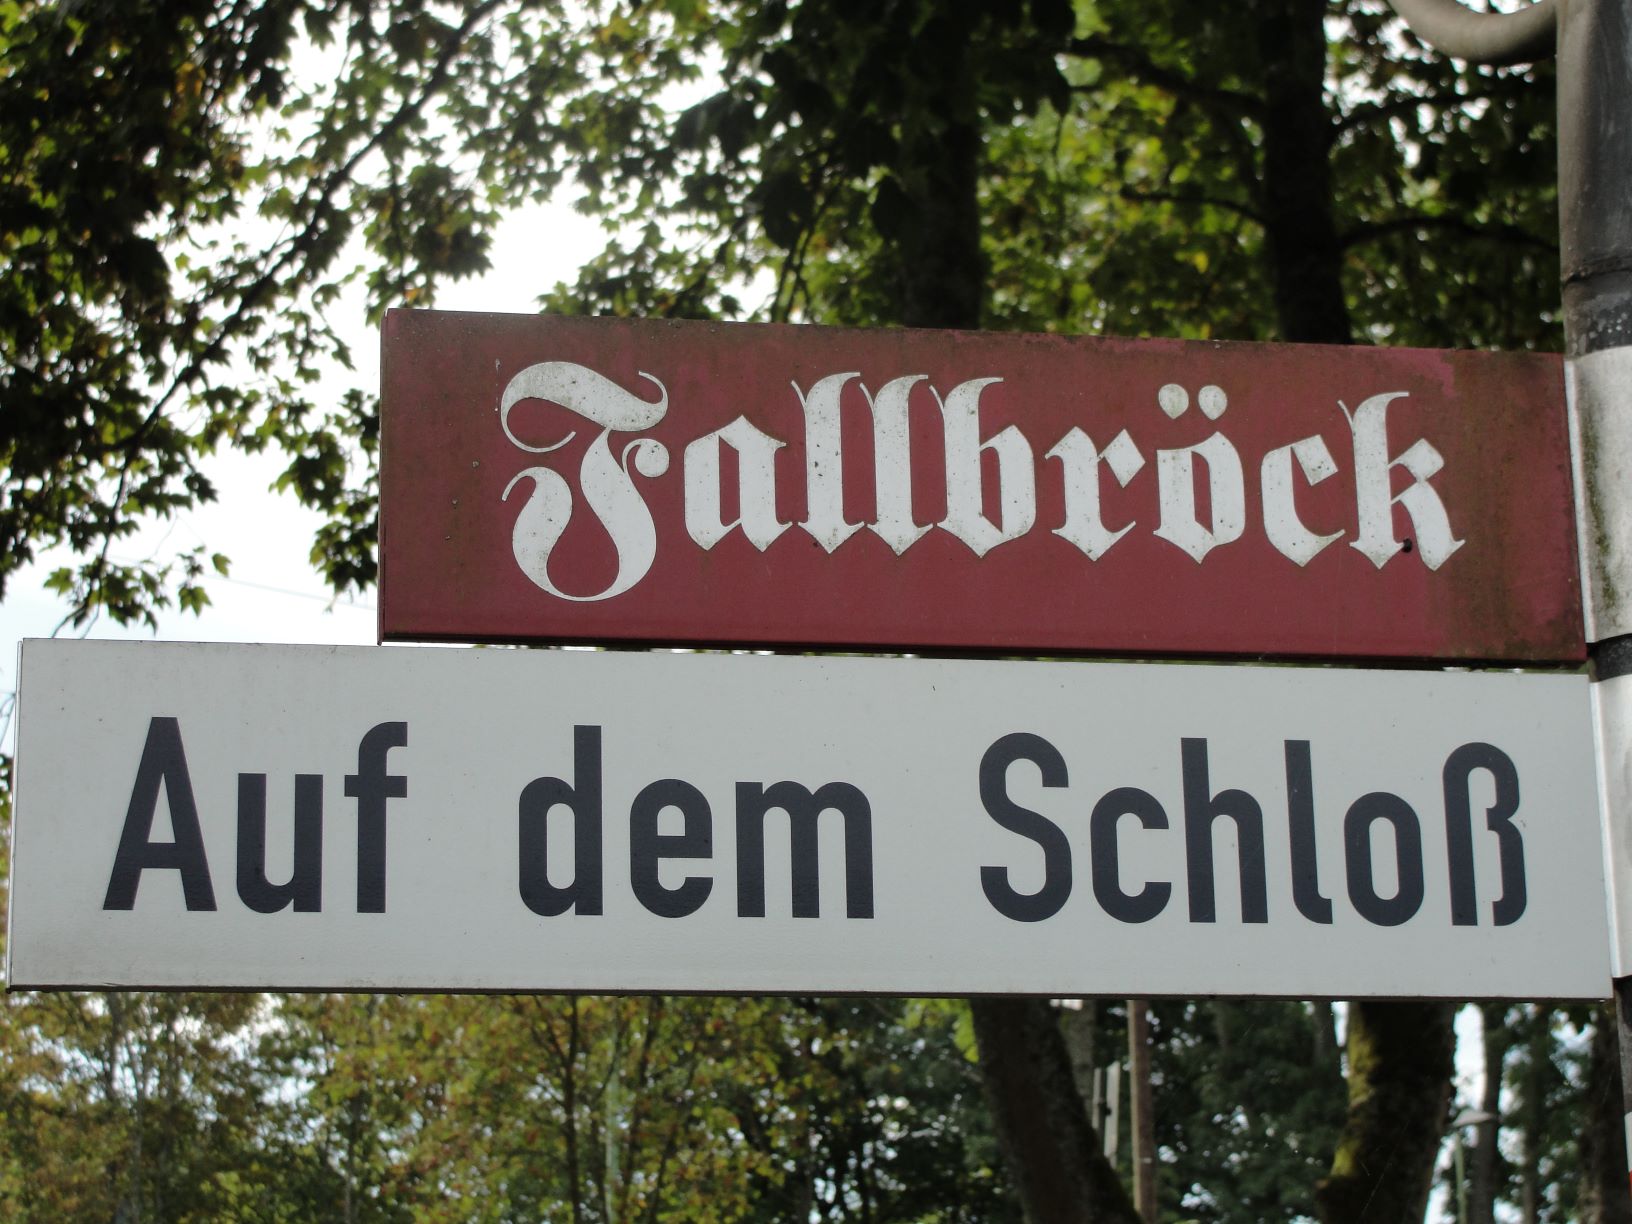 Fallbröck
Auf dem Schloß